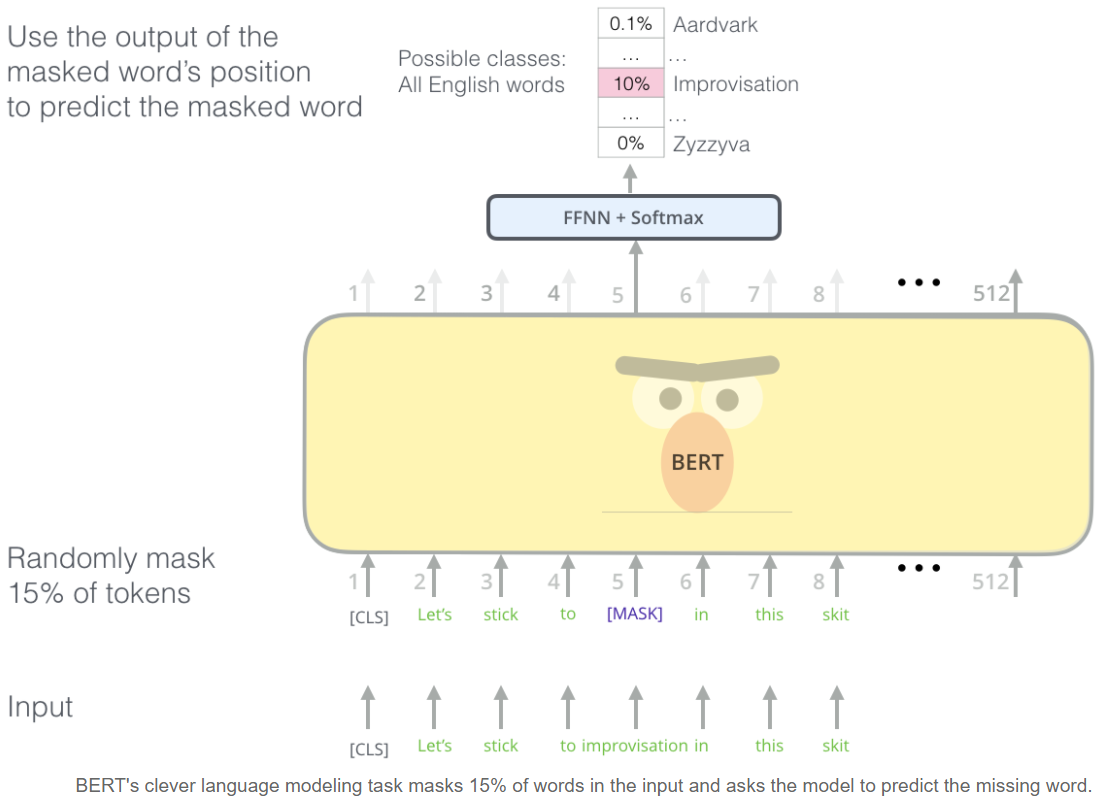 Use the output of the
masked word's position
to predict the masked word
Possible classes:
All English words
0.1% Aardvark
... ...
10% Improvisation
... ...
0% Zyzzyva
FFNN + Softmax
1 2 3 4 5 6 7 8 ••• 512
BERT
Randomly mask
15% of tokens
1 2 3 4 5 6 7 8 ••• 512
[CLS] Let's stick to [MASK] in this skit
Input
[CLS] Let's stick to improvisation in this skit
BERT's clever language modeling task masks 15% of words in the input and asks the model to predict the missing word.